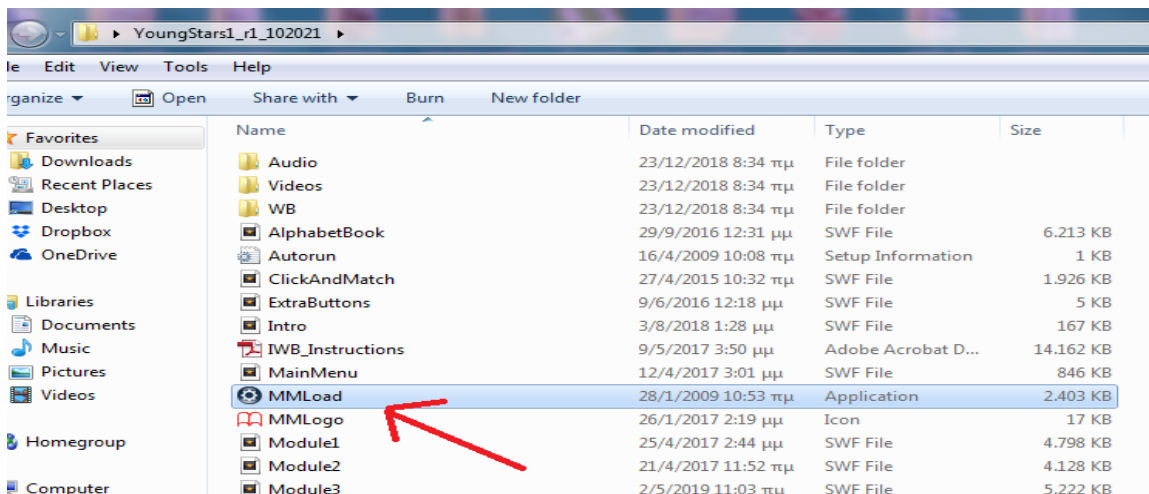 YoungStars1_r1_102021
le Edit View Tools Help
rganize Open Share with Burn New folder
Favorites
Downloads
Recent Places
Desktop
Dropbox
OneDrive
Libraries
Documents
Music
Pictures
Videos
Homegroup
Computer
Name Date modified Type Size
Audio 23/12/2018 8:34 πμ File folder
Videos 23/12/2018 8:34 πμ File folder
WB 23/12/2018 8:34 πμ File folder
AlphabetBook 29/9/2016 12:31 μμ SWF File 6.213 KB
Autorun 16/4/2009 10:08 πμ Setup Information 1 KB
ClickAndMatch 27/4/2015 10:32 πμ SWF File 1.926 KB
ExtraButtons 9/6/2016 12:18 μμ SWF File 5 KB
Intro 3/8/2018 1:28 μμ SWF File 167 KB
IWB_Instructions 9/5/2017 3:50 μμ Adobe Acrobat D... 14.162 KB
MainMenu 12/4/2017 3:01 μμ SWF File 846 KB
MMLoad 28/1/2009 10:53 πμ Application 2.403 KB
MMLogo 26/1/2017 2:19 μμ Icon 17 KB
Module1 25/4/2017 2:44 μμ SWF File 4.798 KB
Module2 21/4/2017 11:52 πμ SWF File 4.128 KB
Module3 2/5/2019 11:03 πμ SWF File 5.222 KB